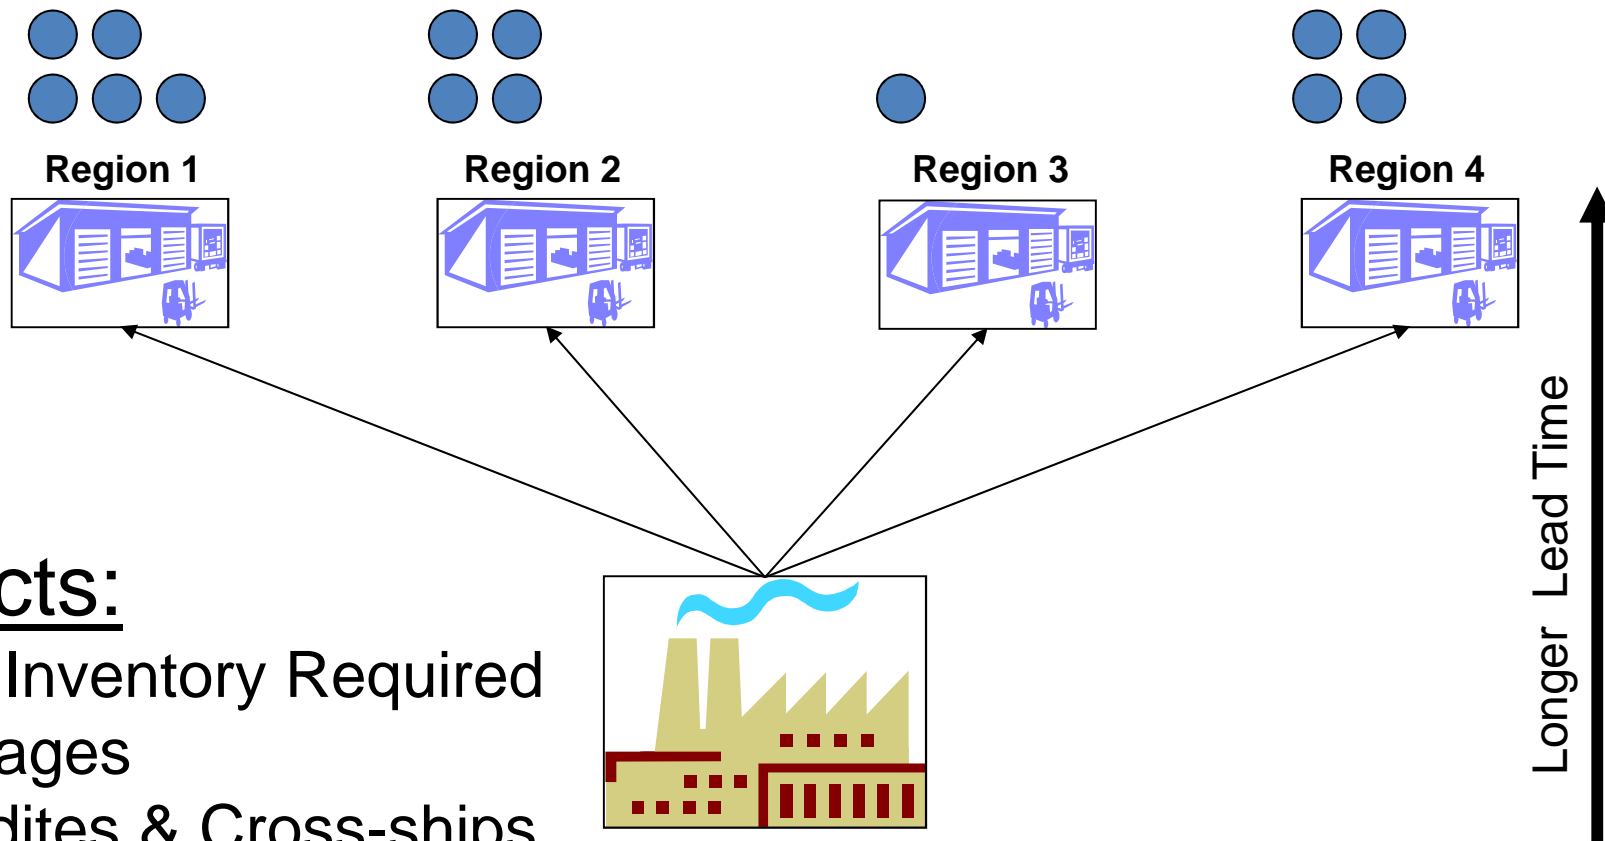 Region 1 Region 2 Region 3 Region 4
Longer Lead Time
cts:
Inventory Required
ages
dites & Cross-ships